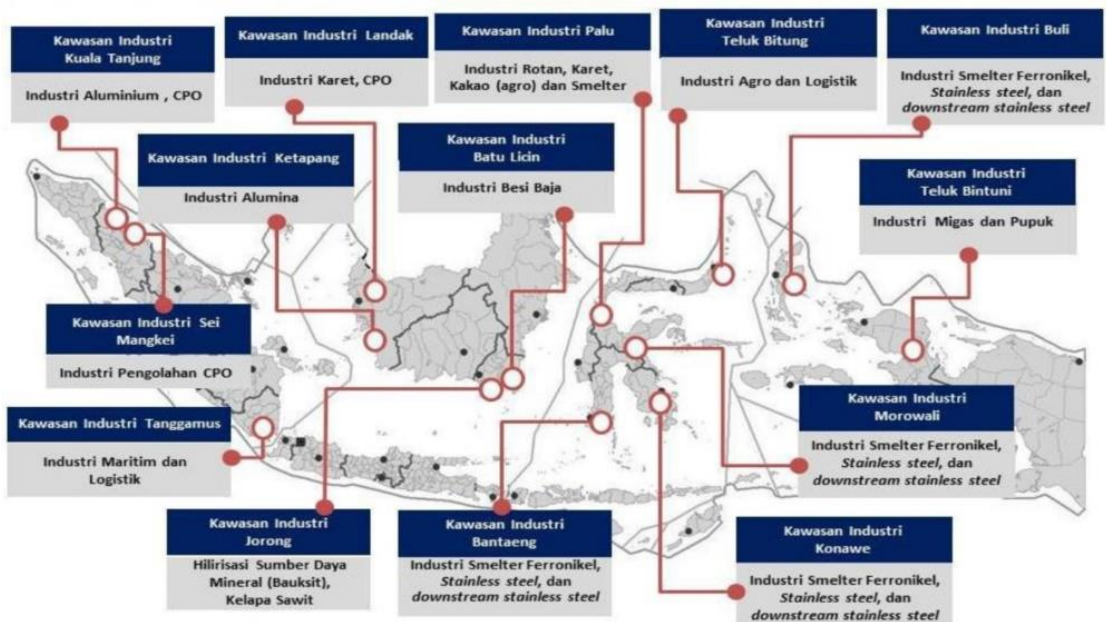 Kawasan Industri
Kuala Tanjung
Industri Aluminium , CPO
Kawasan Industri Landak
Industri Karet, CPO
Kawasan Industri Palu
Industri Rotan, Karet,
Kakao (agro) dan Smelter
Kawasan Industri
Teluk Bitung
Industri Agro dan Logistik
Kawasan Industri Buli
Industri Smelter Ferronikel,
Stainless steel, dan
downstream stainless steel
Kawasan Industri Ketapang
Industri Alumina
Kawasan Industri
Batu Licin
Industri Besi Baja
Kawasan Industri
Teluk Bintuni
Industri Migas dan Pupuk
Kawasan Industri Sei
Mangkei
Industri Pengolahan CPO
Kawasan Industri Tanggamus
Industri Maritim dan
Logistik
Kawasan Industri
Morowali
Industri Smelter Ferronikel,
Stainless steel, dan
downstream stainless steel
Kawasan Industri
Jorong
Hilirisasi Sumber Daya
Mineral (Bauksit),
Kelapa Sawit
Kawasan Industri
Bantaeng
Industri Smelter Ferronikel,
Stainless steel, dan
downstream stainless steel
Kawasan Industri
Konawe
Industri Smelter Ferronikel,
Stainless steel, dan
downstream stainless steel